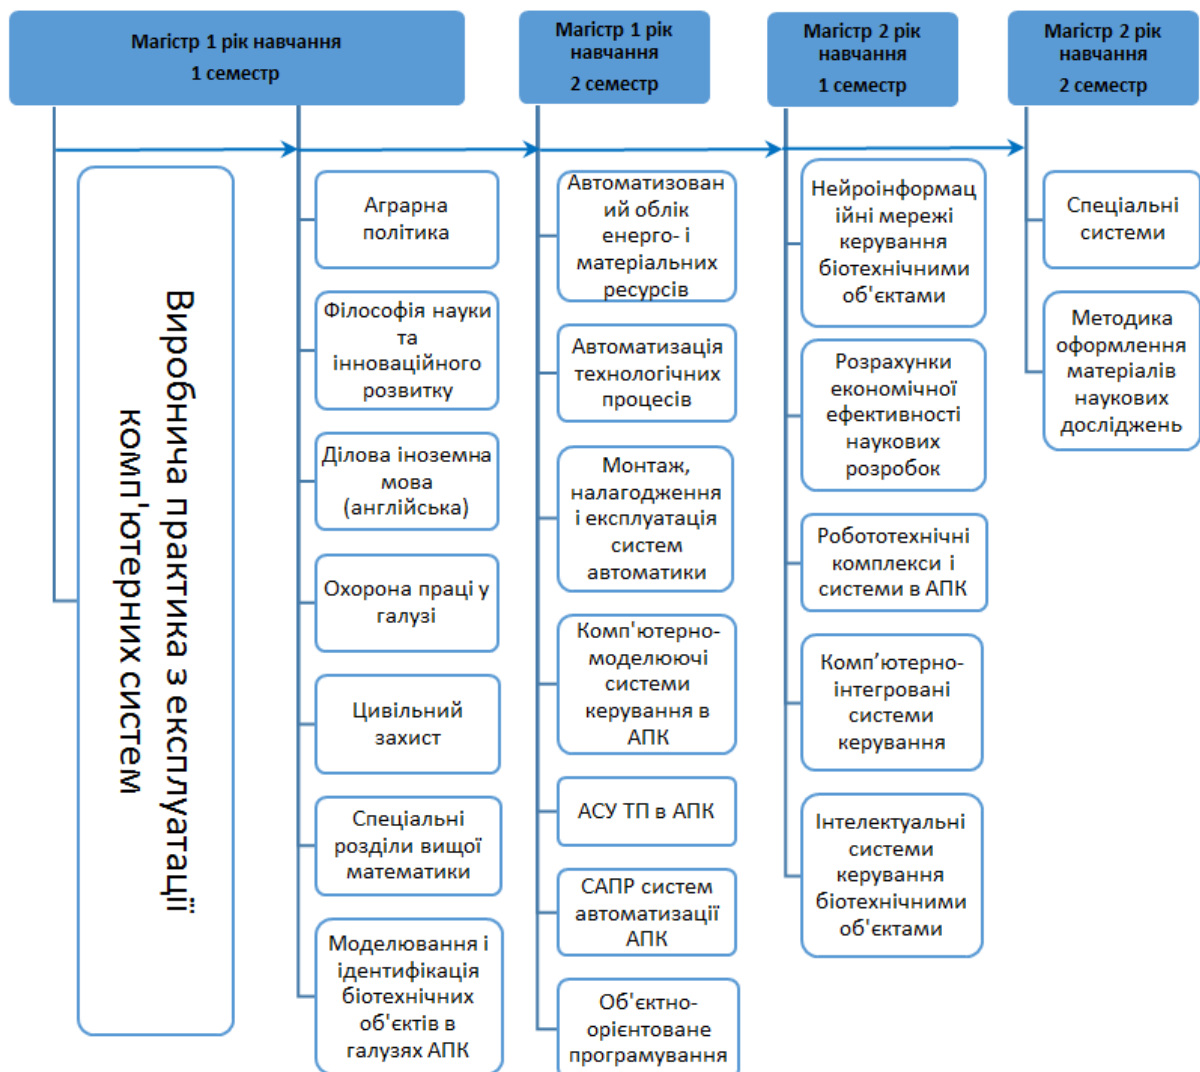 Магістр 1 рік навчання
1 семестр
Виробнича практика з експлуатації
комп'ютерних систем
Аграрна
політика
Філософія науки
та
інноваційного
розвитку
Ділова іноземна
мова
(англійська)
Охорона праці у
галузі
Цивільний
захист
Спеціальні
розділи вищої
математики
Моделювання і
ідентифікація
біотехнічних
об'єктів в
галузях АПК
Магістр 1 рік
навчання
2 семестр
Автоматизован
ий облік
енерго- і
матеріальних
ресурсів
Автоматизація
технологічних
процесів
Монтаж,
налагодження
і експлуатація
систем
автоматики
Комп'ютерно-
моделюючі
системи
керування в
АПК
АСУ ТП в АПК
САПР систем
автоматизації
АПК
Об'єктно-
орієнтоване
програмування
Магістр 2 рік
навчання
1 семестр
Нейроінформац
ійні мережі
керування
біотехнічними
об'єктами
Розрахунки
економічної
ефективності
наукових
розробок
Робототехнічні
комплекси і
системи в АПК
Комп’ютерно-
інтегровані
системи
керування
Інтелектуальні
системи
керування
біотехнічними
об'єктами
Магістр 2 рік
навчання
2 семестр
Спеціальні
системи
Методика
оформлення
матеріалів
наукових
досліджень